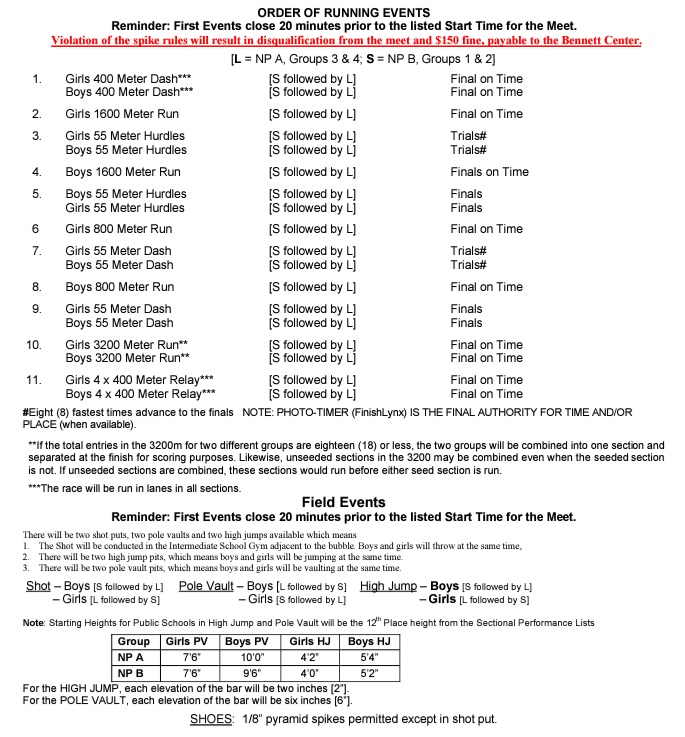 ORDER OF RUNNING EVENTS
Reminder: First Events close 20 minutes prior to the listed Start Time for the Meet.
Violation of the spike rules will result in disqualification from the meet and $150 fine, payable to the Bennett Center.
[L = NP A, Groups 3 & 4; S = NP B, Groups 1 & 2]
1. Girls 400 Meter Dash*** [S followed by L] Final on Time
Boys 400 Meter Dash*** [S followed by L] Final on Time
2. Girls 1600 Meter Run [S followed by L] Final on Time
3. Girls 55 Meter Hurdles [S followed by L] Trials#
Boys 55 Meter Hurdles [S followed by L] Trials#
4. Boys 1600 Meter Run [S followed by L] Finals on Time
5. Boys 55 Meter Hurdles [S followed by L] Finals
Girls 55 Meter Hurdles [S followed by L] Finals
6 Girls 800 Meter Run [S followed by L] Final on Time
7. Girls 55 Meter Dash [S followed by L] Trials#
Boys 55 Meter Dash [S followed by L] Trials#
8. Boys 800 Meter Run [S followed by L] Final on Time
9. Girls 55 Meter Dash [S followed by L] Finals
Boys 55 Meter Dash [S followed by L] Finals
10. Girls 3200 Meter Run** [S followed by L] Final on Time
Boys 3200 Meter Run** [S followed by L] Final on Time
11. Girls 4 x 400 Meter Relay*** [S followed by L] Final on Time
Boys 4 x 400 Meter Relay*** [S followed by L] Final on Time
#Eight (8) fastest times advance to the finals NOTE: PHOTO-TIMER (FinishLynx) IS THE FINAL AUTHORITY FOR TIME AND/OR
PLACE (when available).
**If the total entries in the 3200m for two different groups are eighteen (18) or less, the two groups will be combined into one section and
separated at the finish for scoring purposes. Likewise, unseeded sections in the 3200 may be combined even when the seeded section
is not. If unseeded sections are combined, these sections would run before either seed section is run.
***The race will be run in lanes in all sections.
Field Events
Reminder: First Events close 20 minutes prior to the listed Start Time for the Meet.
There will be two shot puts, two pole vaults and two high jumps available which means
1. The Shot will be conducted in the Intermediate School Gym adjacent to the bubble. Boys and girls will throw at the same time,
2. There will be two high jump pits, which means boys and girls will be jumping at the same time.
3. There will be two pole vault pits, which means boys and girls will be vaulting at the same time.
Shot – Boys [S followed by L] Pole Vault – Boys [L followed by S] High Jump – Boys [S followed by L]
– Girls [L followed by S] – Girls [S followed by L] – Girls [L followed by S]
Note: Starting Heights for Public Schools in High Jump and Pole Vault will be the 12th Place height from the Sectional Performance Lists
Group Girls PV Boys PV Girls HJ Boys HJ
NP A 7'6" 10'0" 4'2" 5'4"
NP B 7'6" 9'6" 4'0" 5'2"
For the HIGH JUMP, each elevation of the bar will be two inches [2"].
For the POLE VAULT, each elevation of the bar will be six inches [6"].
SHOES: 1/8" pyramid spikes permitted except in shot put.